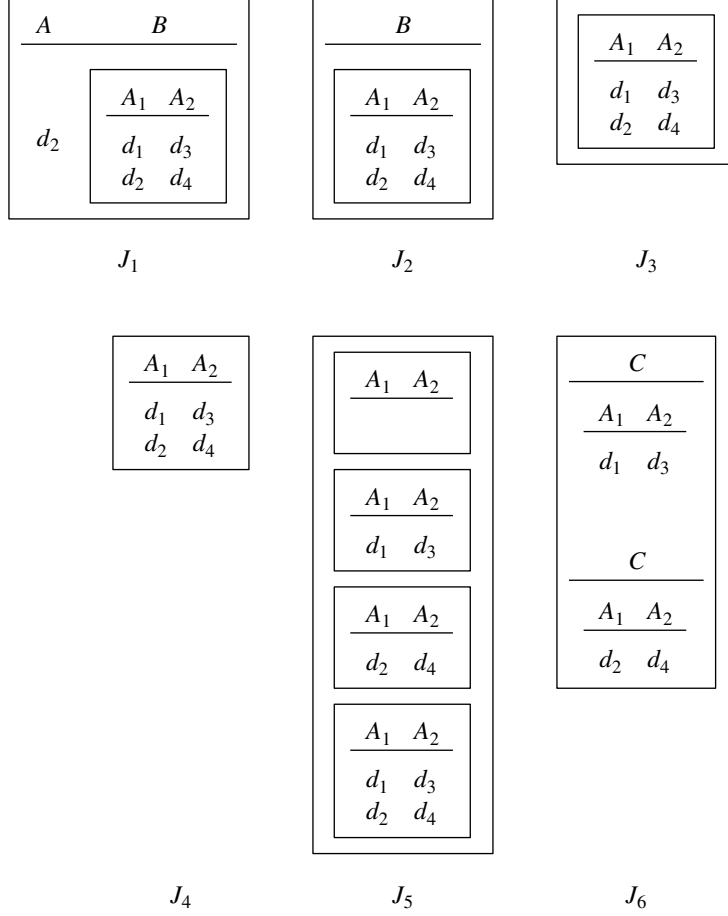 A B
A₁ A₂
d₂
d₁ d₃
d₂ d₄
J₁
B
A₁ A₂
d₁ d₃
d₂ d₄
J₂
A₁ A₂
d₁ d₃
d₂ d₄
J₃
A₁ A₂
d₁ d₃
d₂ d₄
J₄
A₁ A₂
A₁ A₂
d₁ d₃
A₁ A₂
d₂ d₄
A₁ A₂
d₁ d₃
d₂ d₄
J₅
C
A₁ A₂
d₁ d₃
C
A₁ A₂
d₂ d₄
J₆